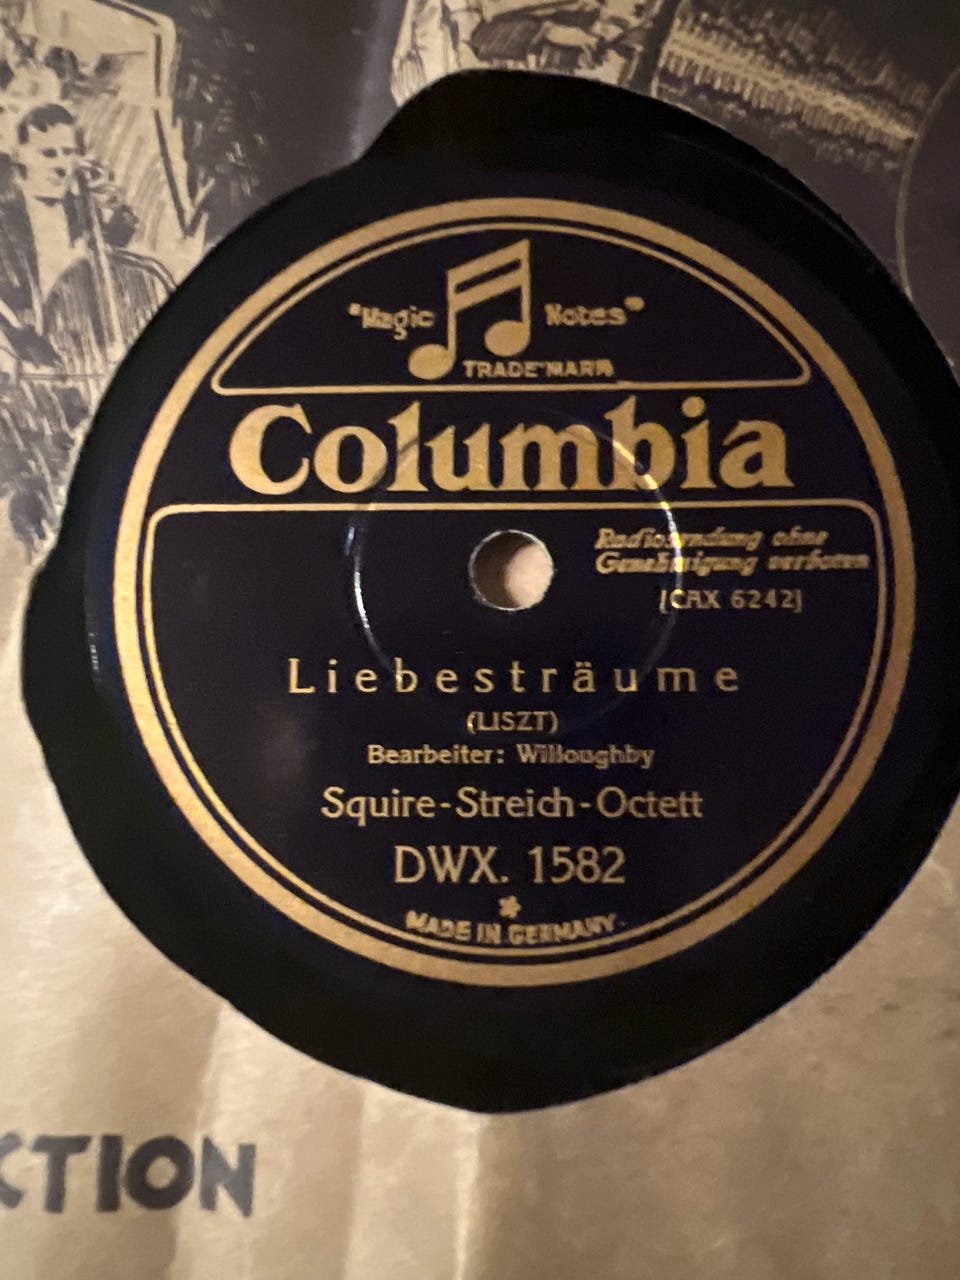 "Magic Notes"
TRADE MARK
Columbia
Radiosendung ohne
Genehmigung verboten
[CAX 6242]
Liebesträume
(LISZT)
Bearbeiter: Willoughby
Squire-Streich-Octett
DWX. 1582
*
MADE IN GERMANY.
CTION